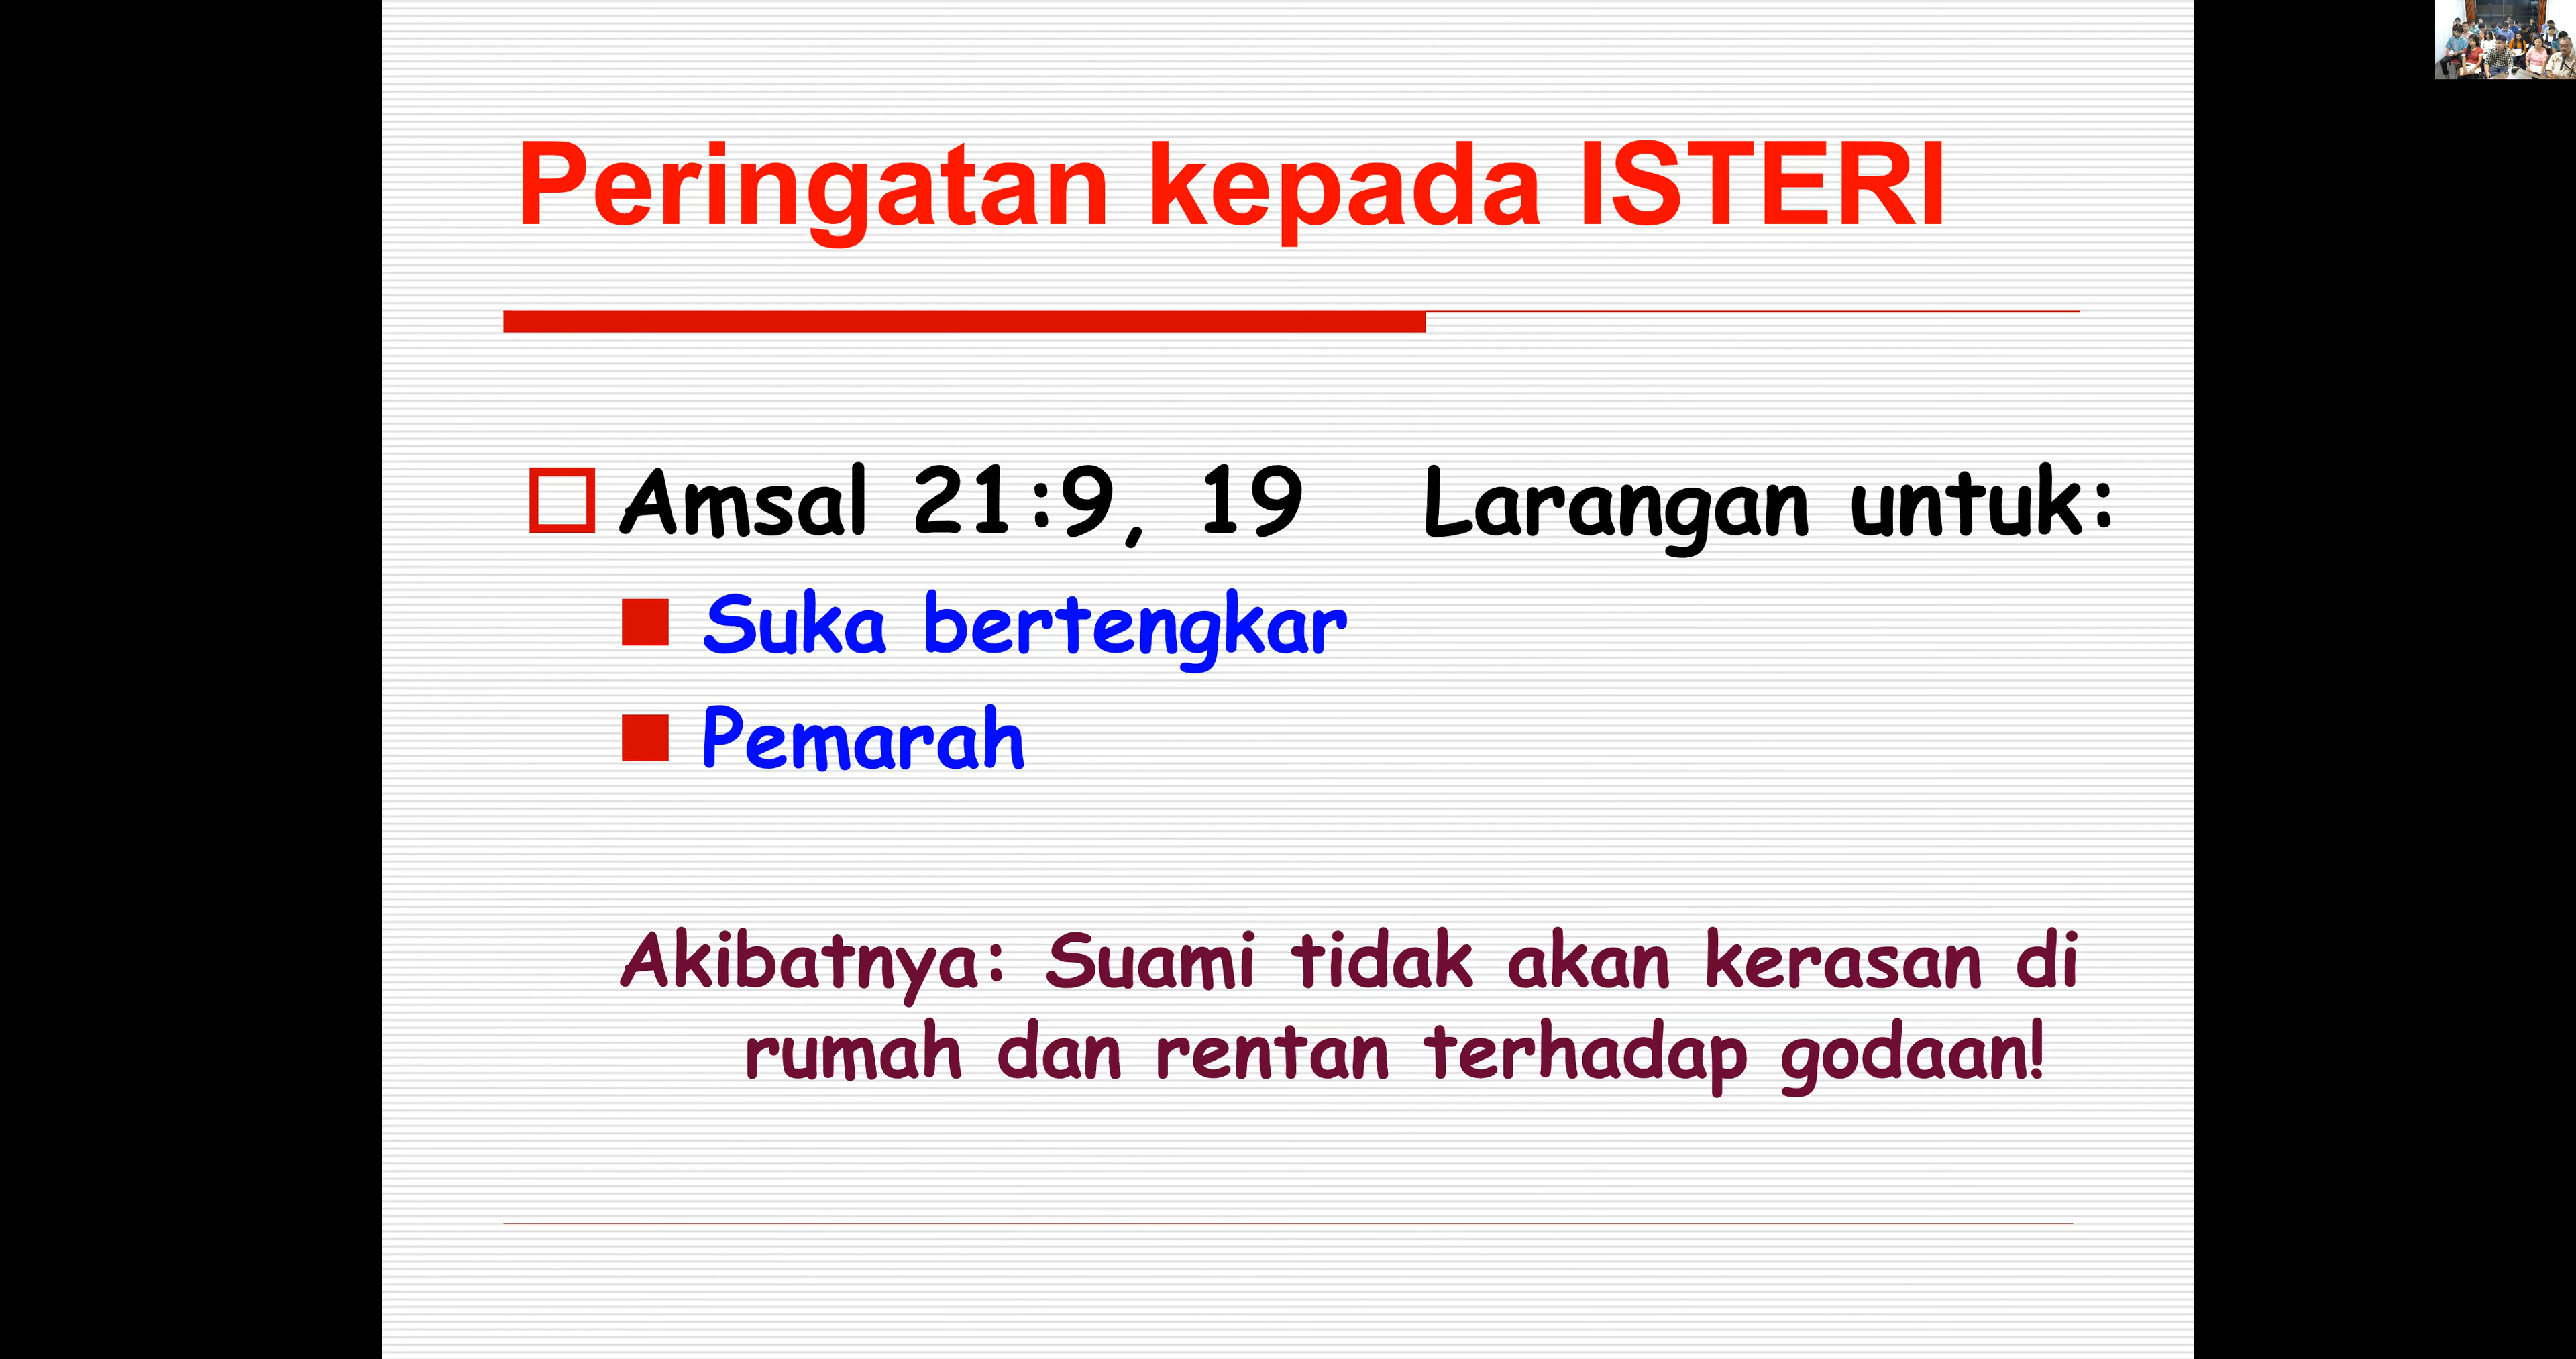 Peringatan kepada ISTERI
Amsal 21:9, 19 Larangan untuk:
Suka bertengkar
Pemarah
Akibatnya: Suami tidak akan kerasan di
rumah dan rentan terhadap godaan!